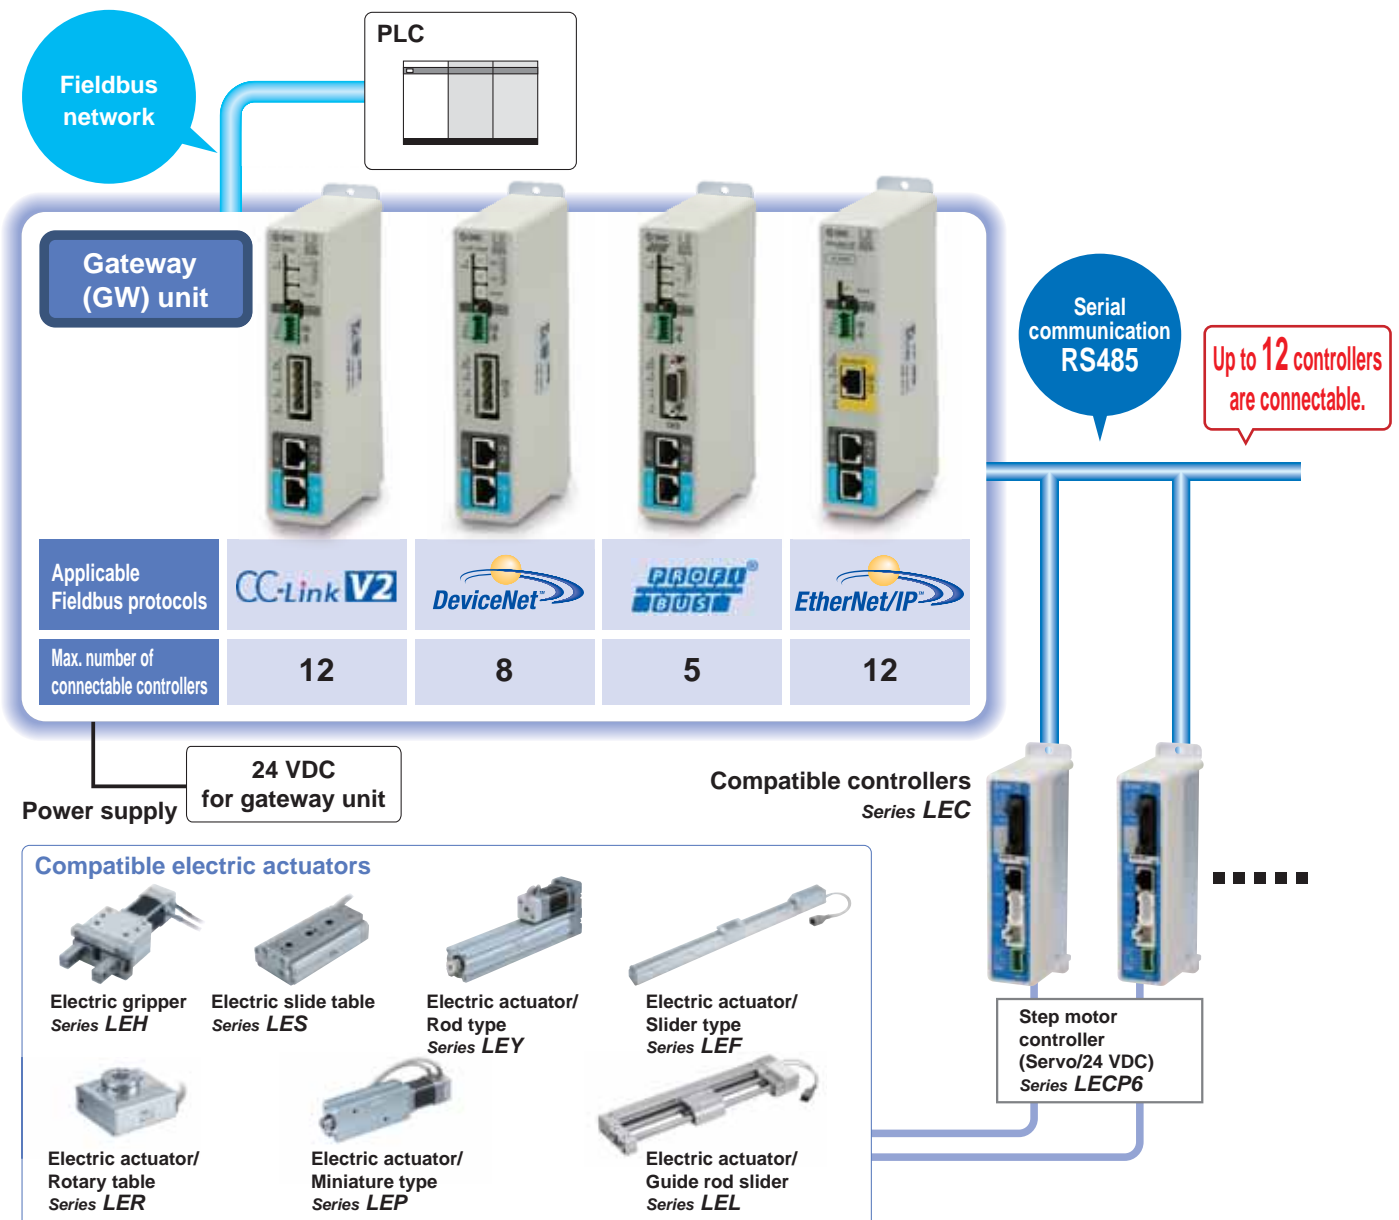 PLC
Fieldbus
network
Gateway
(GW) unit
Serial
communication
RS485
Up to 12 controllers
are connectable.
Applicable
Fieldbus protocols
CC-Link V2
DeviceNet™
PROFI
BUS®
EtherNet/IP™
Max. number of
connectable controllers
12
8
5
12
24 VDC
for gateway unit
Power supply
Compatible controllers
Series LEC
Compatible electric actuators
Electric gripper
Series LEH
Electric slide table
Series LES
Electric actuator/
Rod type
Series LEY
Electric actuator/
Slider type
Series LEF
Step motor
controller
(Servo/24 VDC)
Series LECP6
Electric actuator/
Rotary table
Series LER
Electric actuator/
Miniature type
Series LEP
Electric actuator/
Guide rod slider
Series LEL